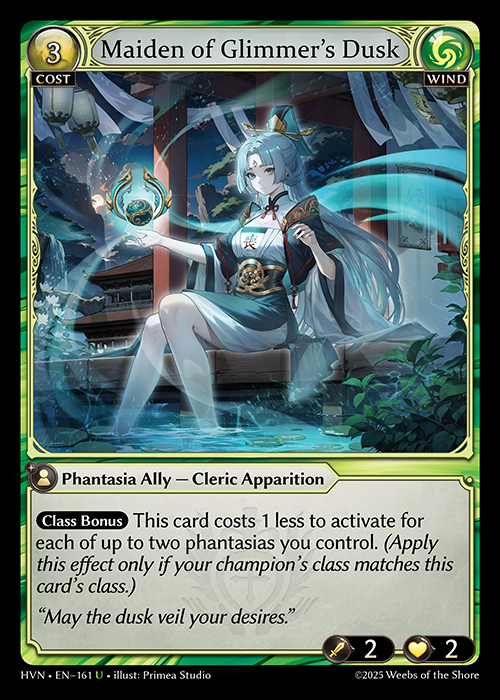 3
Maiden of Glimmer's Dusk
COST
WIND
Phantasia Ally — Cleric Apparition
Class Bonus This card costs 1 less to activate for
each of up to two phantasias you control. (Apply
this effect only if your champion's class matches this
card's class.)
"May the dusk veil your desires."
2
2
HVN • EN-161 U • illust: Primea Studio
©2025 Weebs of the Shore